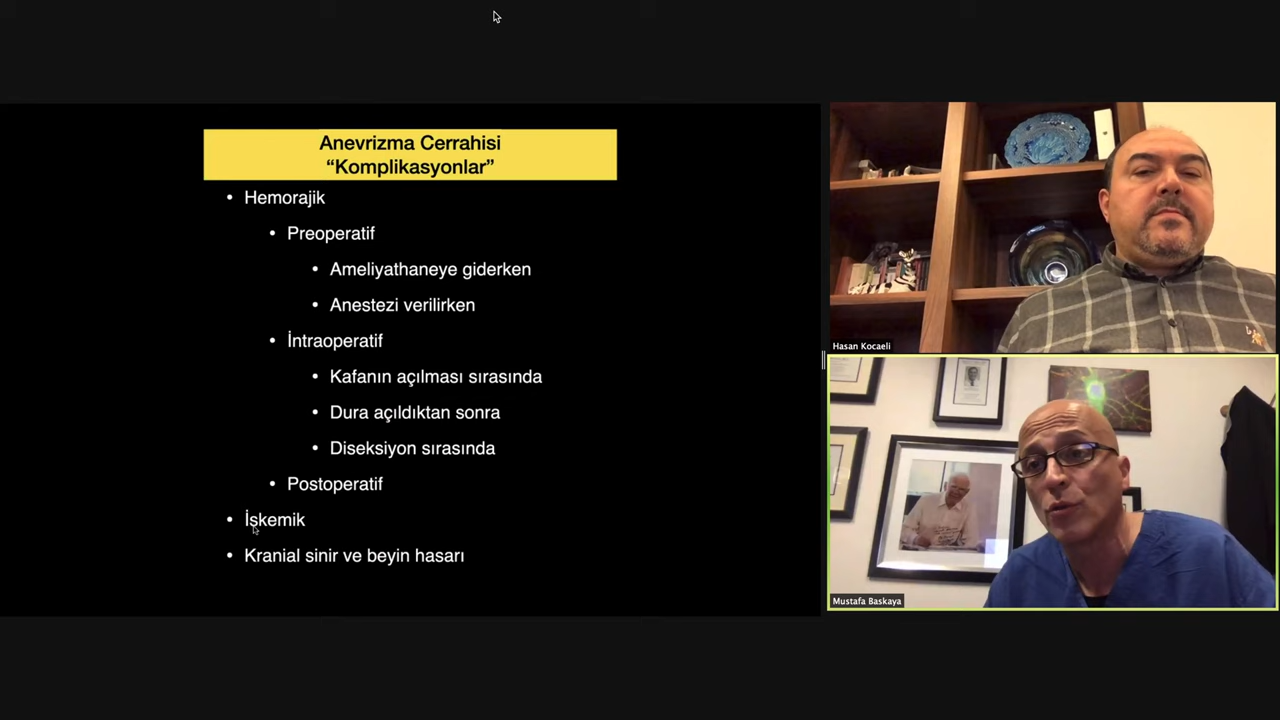 Anevrizma Cerrahisi
“Komplikasyonlar”
• Hemorajik
• Preoperatif
• Ameliyathaneye giderken
• Anestezi verilirken
• İntraoperatif
• Kafanın açılması sırasında
• Dura açıldıktan sonra
• Diseksiyon sırasında
• Postoperatif
• İskemik
• Kranial sinir ve beyin hasarı
Hasan Kocaeli
Mustafa Baskaya